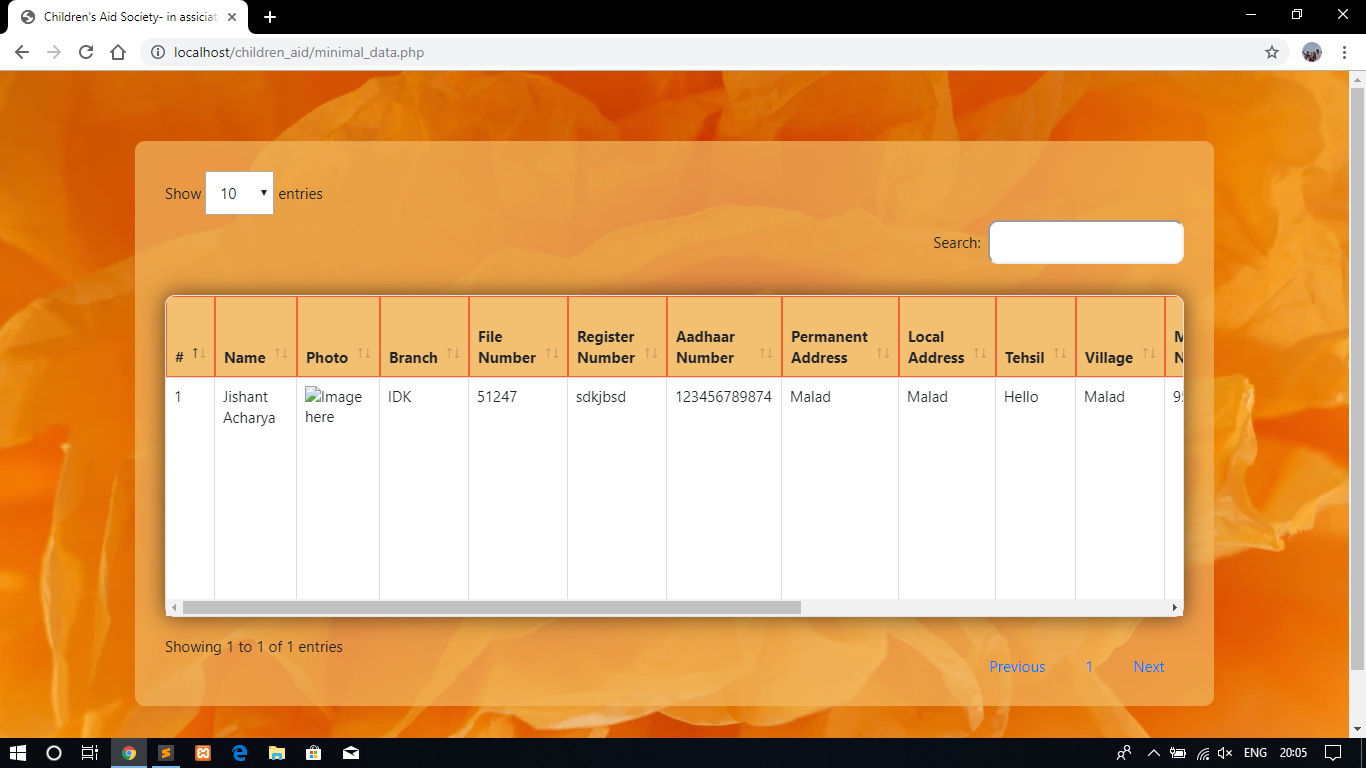 Children's Aid Society- in assiciat
localhost/children_aid/minimal_data.php
Show 10 entries
Search:
# Name Photo Branch File Number Register Number Aadhaar Number Permanent Address Local Address Tehsil Village
1 Jishant Acharya Image here IDK 51247 sdkjbsd 123456789874 Malad Malad Hello Malad
Showing 1 to 1 of 1 entries
Previous 1 Next
ENG 20:05